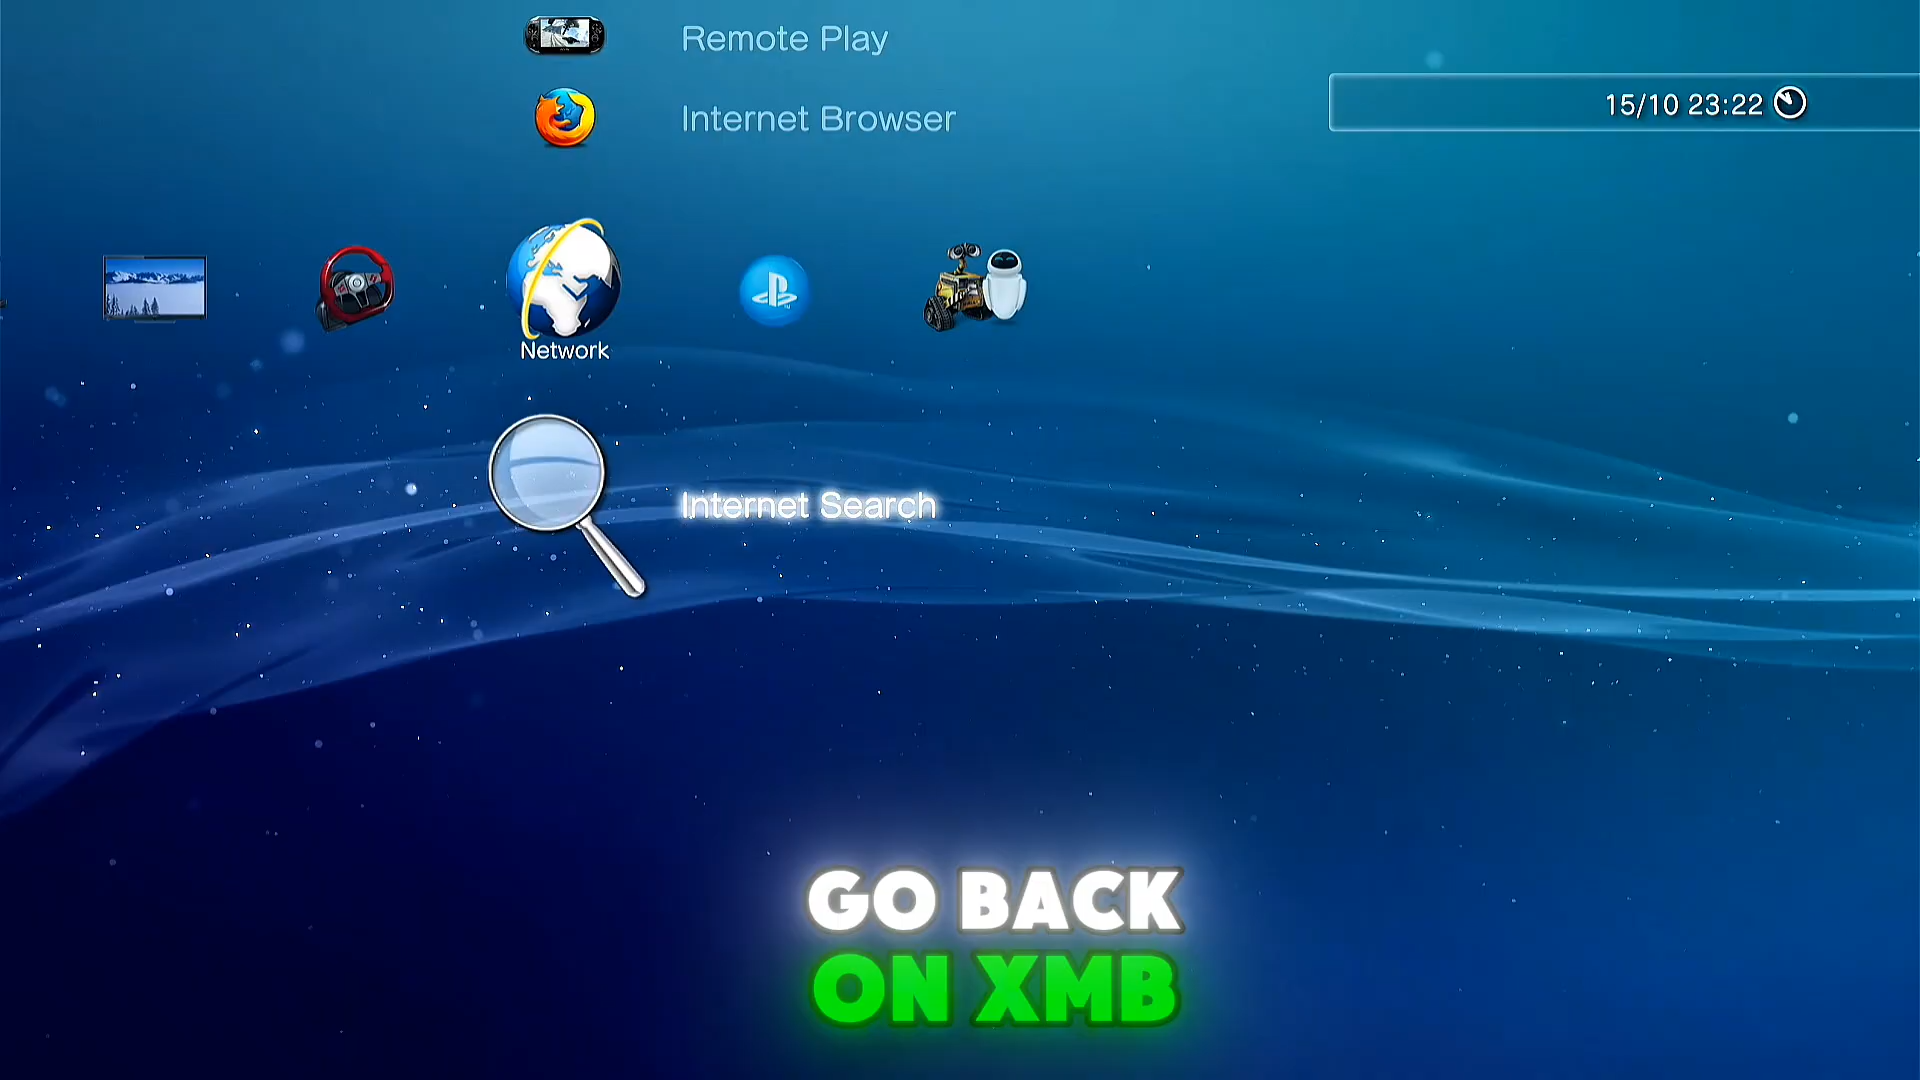 Remote Play
Internet Browser
15/10 23:22
Network
Internet Search
GO BACK
ON XMB